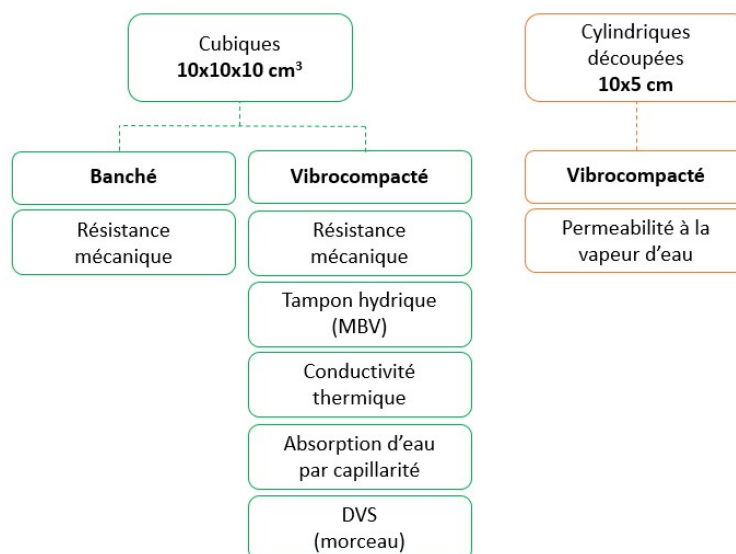 Cubiques
10x10x10 cm³
Banché
Résistance
mécanique
Vibrocompacté
Résistance
mécanique
Tampon hydrique
(MBV)
Conductivité
thermique
Absorption d’eau
par capillarité
DVS
(morceau)
Cylindriques
découpées
10x5 cm
Vibrocompacté
Permeabilité à la
vapeur d’eau